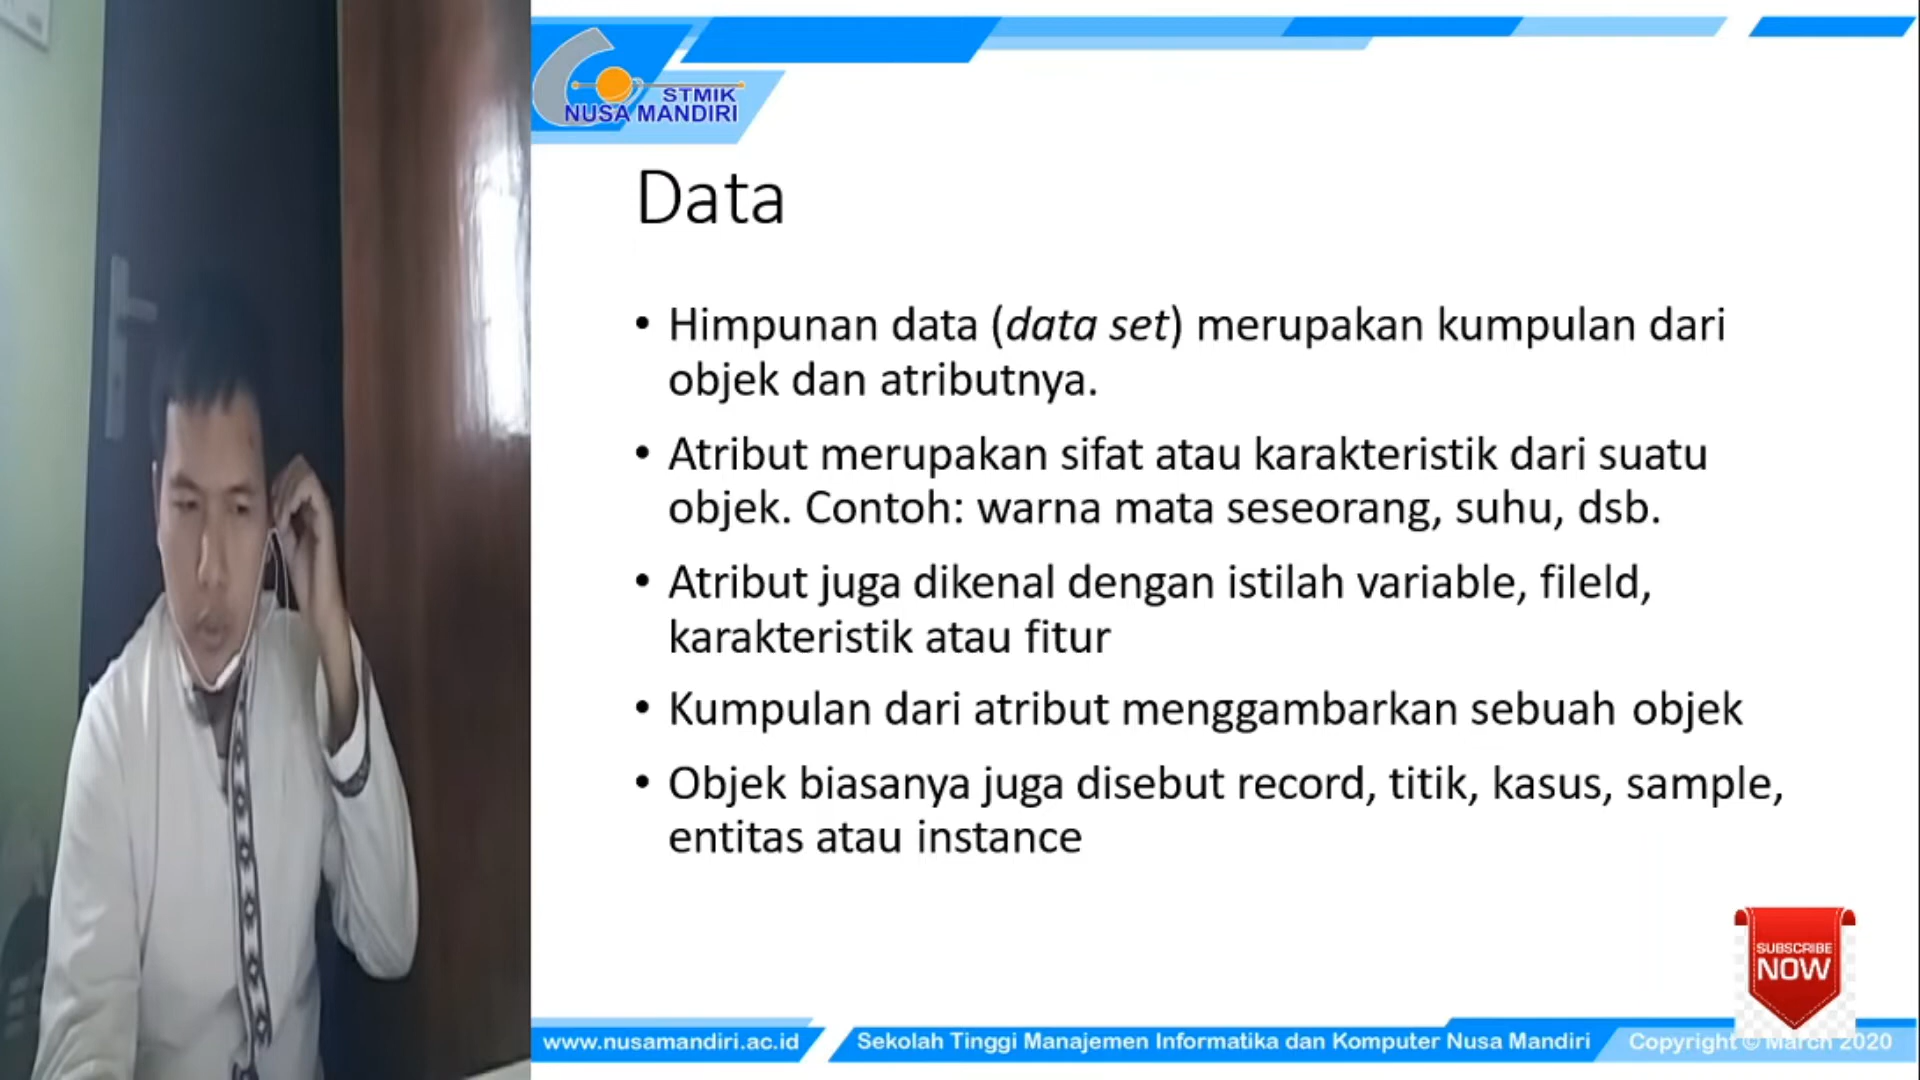 STMIK
NUSA MANDIRI
Data
• Himpunan data (data set) merupakan kumpulan dari
objek dan atributnya.
• Atribut merupakan sifat atau karakteristik dari suatu
objek. Contoh: warna mata seseorang, suhu, dsb.
• Atribut juga dikenal dengan istilah variable, fileld,
karakteristik atau fitur
• Kumpulan dari atribut menggambarkan sebuah objek
• Objek biasanya juga disebut record, titik, kasus, sample,
entitas atau instance
SUBSCRIBE
NOW
www.nusamandiri.ac.id
Sekolah Tinggi Manajemen Informatika dan Komputer Nusa Mandiri
Copyright © March 2020